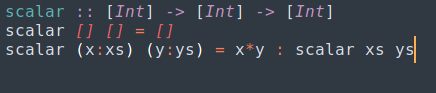 scalar :: [Int] -> [Int] -> [Int]
scalar [] [] = []
scalar (x:xs) (y:ys) = x*y : scalar xs ys